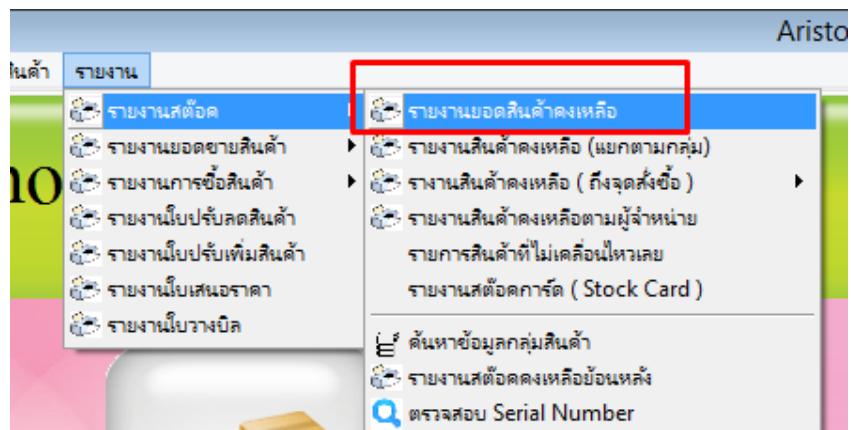 Aristo
สินค้า รายงาน
รายงานสต๊อค
รายงานยอดขายสินค้า
รายงานการซื้อสินค้า
รายงานใบปรับลดสินค้า
รายงานใบปรับเพิ่มสินค้า
รายงานใบเสนอราคา
รายงานใบวางบิล
รายงานยอดสินค้าคงเหลือ
รายงานสินค้าคงเหลือ (แยกตามกลุ่ม)
รางานสินค้าคงเหลือ ( ถึงจุดสั่งซื้อ )
รายงานสินค้าคงเหลือตามผู้จำหน่าย
รายการสินค้าที่ไม่เคลื่อนไหวเลย
รายงานสต๊อคการ์ด ( Stock Card )
ค้นหาข้อมูลกลุ่มสินค้า
รายงานสต๊อคคงเหลือย้อนหลัง
ตรวจสอบ Serial Number